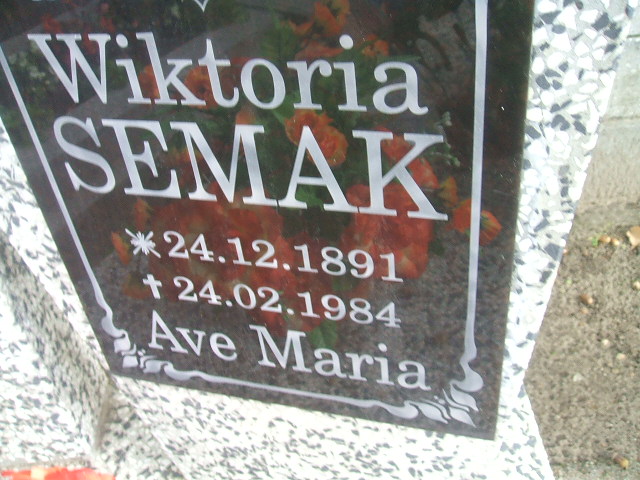 Wiktoria
SEMAK
* 24.12.1891
† 24.02.1984
Ave Maria